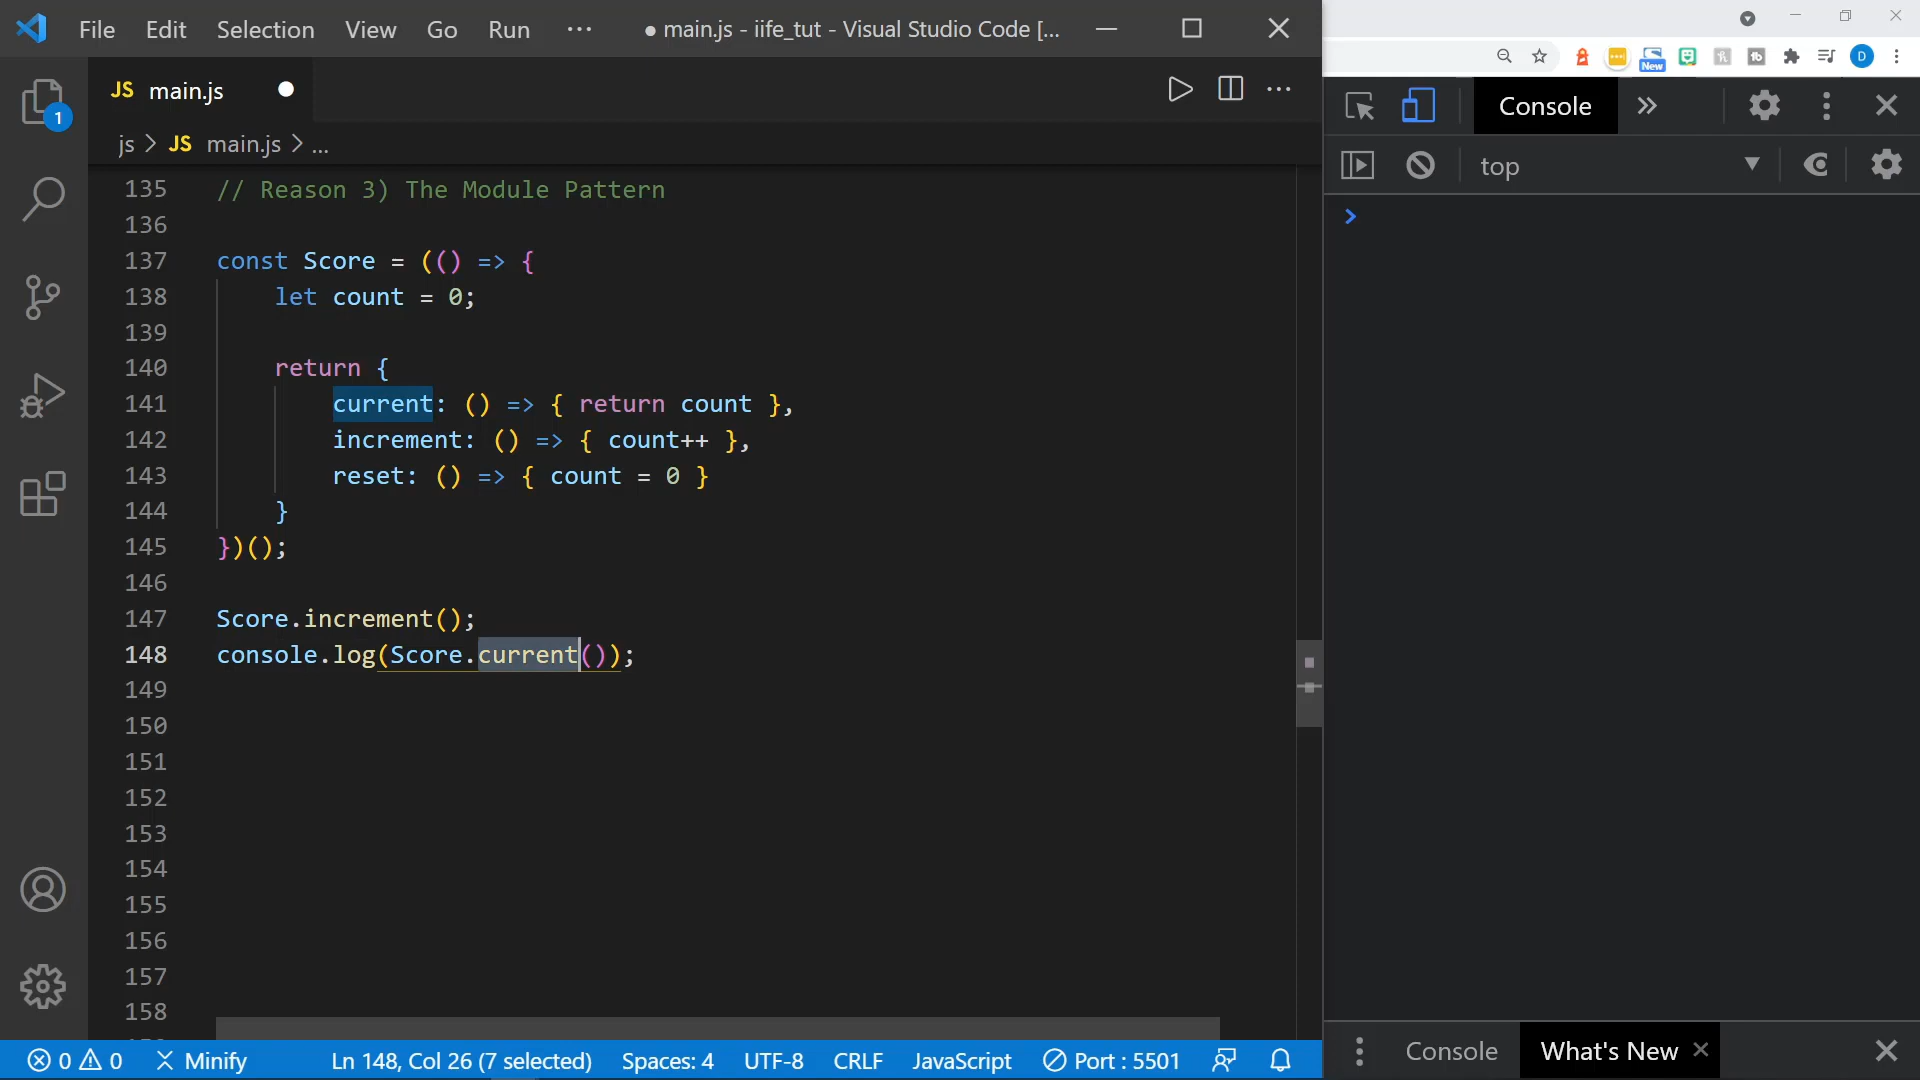 File Edit Selection View Go Run ··· ● main.js - iife_tut - Visual Studio Code [...
JS main.js ●
js > JS main.js > ...
1
135 // Reason 3) The Module Pattern
136
137 const Score = (() => {
138 let count = 0;
139
140 return {
141 current: () => { return count },
142 increment: () => { count++ },
143 reset: () => { count = 0 }
144 }
145 })();
146
147 Score.increment();
148 console.log(Score.current());
149
150
151
152
153
154
155
156
157
158
0 0 Minify Ln 148, Col 26 (7 selected) Spaces: 4 UTF-8 CRLF JavaScript Port : 5501
New D
Console
top
>
Console What's New